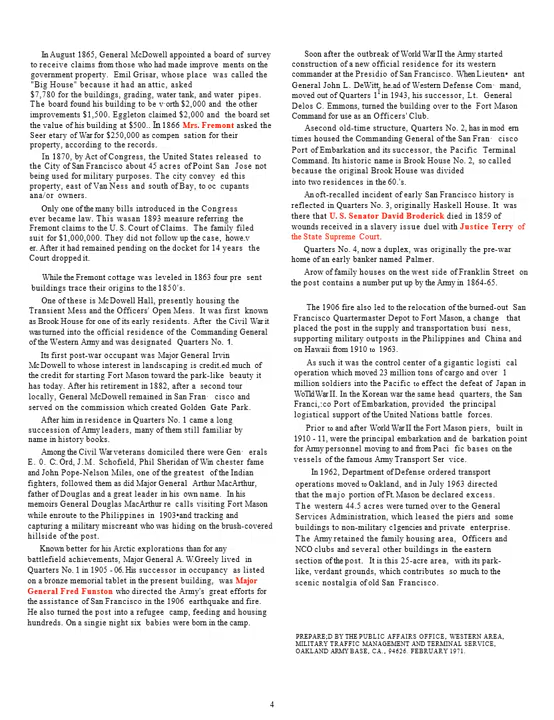 In August 1865, General McDowell appointed a board of survey
to receive claims from those who had made improve ments on the
government property. Emil Grisar, whose place was called the
"Big House" because it had an attic, asked
$7,780 for the buildings, grading, water tank, and water pipes.
The board found his building to be v·orth $2,000 and the other
improvements $1,500. Eggleton claimed $2,000 and the board set
the value of his building at $500. In 1866 Mrs. Fremont asked the
Seer etary of War for $250,000 as compen sation for their
property, according to the records.
In 1870, by Act of Congress, the United States released to
the City of San Francisco about 45 acres of Point San Jose not
being used for military purposes. The city convey ed this
property, east of Van Ness and south of Bay, to oc cupants
ana/or owners.
Only one of the many bills introduced in the Congress
ever became law. This wasan 1893 measure referring the
Fremont claims to the U. S. Court of Claims. The family filed
suit for $1,000,000. They did not follow up the case, howe.v
er. After it had remained on the docket for 14 years the
Court dropped it.
While the Fremont cottage was leveled in 1863 four pre sent
buildings trace their origins to the 1850's.
One of these is McDowell Hall, presently housing the
Transient Mess and the Officers' Open Mess. It was first known
as Brook House for one of its early residents. After the Civil War it
was turned into the official residence of the Commanding General
of the Western Army and was designated Quarters No. 1.
Its first post-war occupant was Major General Irvin
McDowell to whose interest in landscaping is credit.ed much of
the credit for starting Fort Mason toward the park-like beauty it
has today. After his retirement in 1882, after a second tour
locally, General McDowell remained in San Fran· cisco and
served on the commission which created Golden Gate Park.
After him in residence in Quarters No. 1 came a long
succession of Army leaders, many of them still familiar by
name in history books.
Among the Civil War veterans domiciled there were Gen· erals
E. O. C. Ord, J.M. Schofield, Phil Sheridan of Win chester fame
and John Pope-Nelson Miles, one of the greatest of the Indian
fighters, followed them as did Major General Arthur MacArthur,
father of Douglas and a great leader in his own name. In his
memoirs General Douglas MacArthur re calls visiting Fort Mason
while enroute to the Philippines in 1903•and tracking and
capturing a military miscreant who was hiding on the brush-covered
hillside of the post.
Known better for his Arctic explorations than for any
battlefield achievements, Major General A. W.Greely lived in
Quarters No. 1 in 1905 - 06. His successor in occupancy as listed
on a bronze memorial tablet in the present building, was Major
General Fred Funston who directed the Army's great efforts for
the assistance of San Francisco in the 1906 earthquake and fire.
He also turned the post into a refugee camp, feeding and housing
hundreds. On a singie night six babies were born in the camp.
Soon after the outbreak of World War II the Army started
construction of a new official residence for its western
commander at the Presidio of San Francisco. When Lieuten• ant
General John L. DeWitt, he.ad of Western Defense Com· mand,
moved out of Quarters 1 in 1943, his successor, Lt. General
Delos C. Emmons, turned the building over to the Fort Mason
Command for use as an Officers' Club.
A second old-time structure, Quarters No. 2, has in mod ern
times housed the Commanding General of the San Fran· cisco
Port of Embarkation and its successor, the Pacific Terminal
Command. Its historic name is Brook House No. 2, so called
because the original Brook House was divided
into two residences in the 60.'s.
An oft-recalled incident of early San Francisco history is
reflected in Quarters No. 3, originally Haskell House. It was
there that U. S. Senator David Broderick died in 1859 of
wounds received in a slavery issue duel with Justice Terry of
the State Supreme Court.
Quarters No. 4, now a duplex, was originally the pre-war
home of an early banker named Palmer.
A row of family houses on the west side of Franklin Street on
the post contains a number put up by the Army in 1864-65.
The 1906 fire also led to the relocation of the burned-out San
Francisco Quartermaster Depot to Fort Mason, a change that
placed the post in the supply and transportation busi ness,
supporting military outposts in the Philippines and China and
on Hawaii from 1910 to 1963.
As such it was the control center of a gigantic logisti cal
operation which moved 23 million tons of cargo and over 1
million soldiers into the Pacific to effect the defeat of Japan in
WoTld War II. In the Korean war the same head quarters, the San
Franci,:co Port of Embarkation, provided the principal
logistical support of the United Nations battle forces.
Prior to and after World War II the Fort Mason piers, built in
1910 - 11, were the principal embarkation and de barkation point
for Army personnel moving to and from Paci fic bases on the
vessels of the famous Army Transport Ser vice.
In 1962, Department of Defense ordered transport
operations moved to Oakland, and in July 1963 directed
that the major portion of Ft. Mason be declared excess.
The western 44.5 acres were turned over to the General
Services Administration, which leased the piers and some
buildings to non-military c1gencies and private enterprise.
The Army retained the family housing area, Officers and
NCO clubs and several other buildings in the eastern
section of the post. It is this 25-acre area, with its park-
like, verdant grounds, which contributes so much to the
scenic nostalgia of old San Francisco.
PREPARE;D BY THE PUBLIC AFFAIRS OFFICE, WESTERN AREA,
MILITARY TRAFFIC MANAGEMENT AND TERMINAL SERVICE,
OAKLAND ARMY BASE, CA., 94626. FEBRUARY 1971.
4